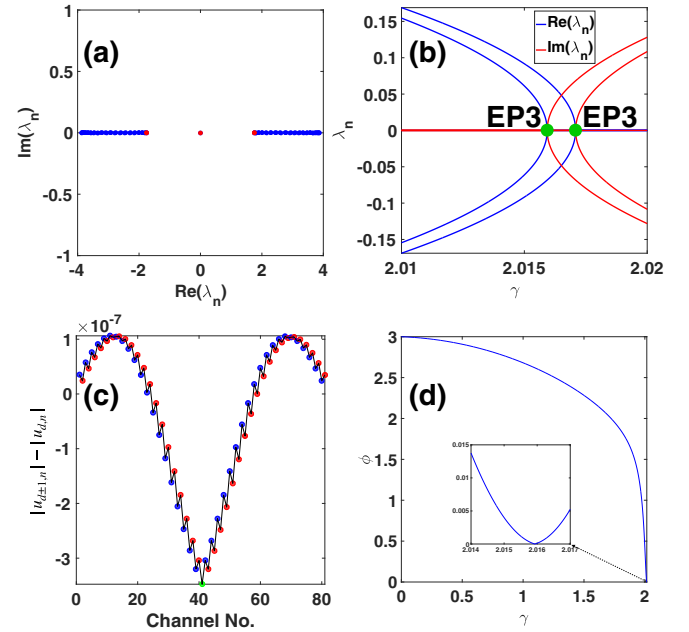 (a)
1
0.5
0
-0.5
-1
Im(λn)
-4 -2 0 2 4
Re(λn)
(b)
Re(λn)
Im(λn)
EP3 EP3
0.15
0.1
0.05
0
-0.05
-0.1
-0.15
λn
2.01 2.015 2.02
γ
×10-7
(c)
1
0
-1
-2
-3
|ud±1,n| − |ud,n|
0 20 40 60 80
Channel No.
(d)
3
2.5
2
1.5
1
0.5
0
ϕ
0.015
0.01
0.005
0
2.014 2.015 2.016 2.017
0 0.5 1 1.5 2
γ